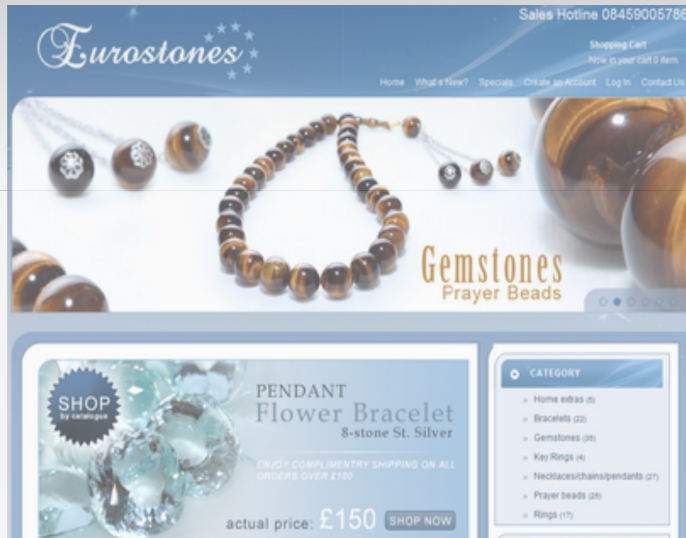 Sales Hotline 08459005786
Eurostones
Shopping Cart
Now in your cart 0 item.
Home What's New? Specials Create an Account Log In Contact Us
Gemstones
Prayer Beads
SHOP
by catalogue
PENDANT
Flower Bracelet
8-stone St. Silver
ENJOY COMPLIMENTRY SHIPPING ON ALL
ORDERS OVER £100
actual price: £150 SHOP NOW
CATEGORY
» Home extras (5)
» Bracelets (22)
» Gemstones (35)
» Key Rings (4)
» Necklaces/chains/pendants (27)
» Prayer beads (28)
» Rings (17)